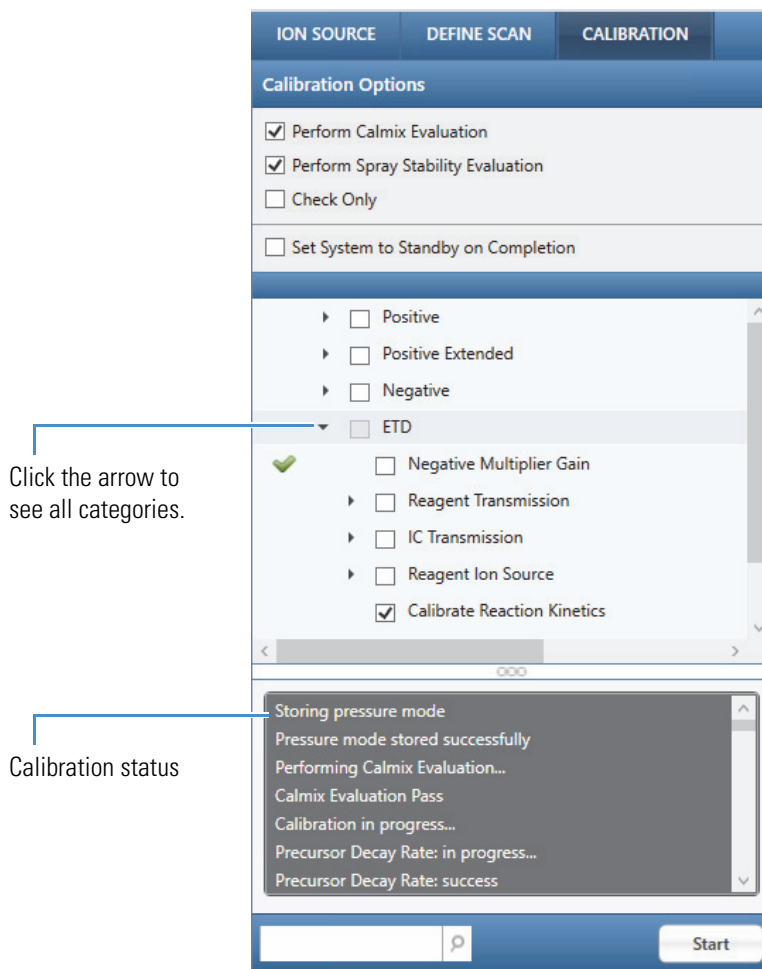 ION SOURCE DEFINE SCAN CALIBRATION
Calibration Options
Perform Calmix Evaluation
Perform Spray Stability Evaluation
Check Only
Set System to Standby on Completion
Positive
Positive Extended
Negative
ETD
Click the arrow to
see all categories.
Negative Multiplier Gain
Reagent Transmission
IC Transmission
Reagent Ion Source
Calibrate Reaction Kinetics
Calibration status
Storing pressure mode
Pressure mode stored successfully
Performing Calmix Evaluation...
Calmix Evaluation Pass
Calibration in progress...
Precursor Decay Rate: in progress...
Precursor Decay Rate: success
Start